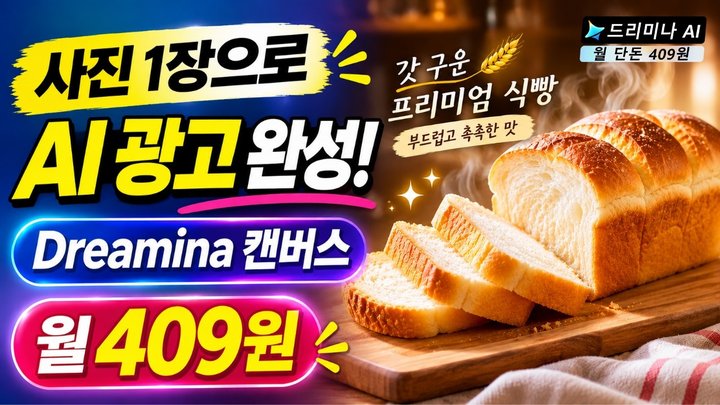 사진 1장으로
AI 광고 완성!
Dreamina 캔버스
월 409원
갓 구운
프리미엄 식빵
부드럽고 촉촉한 맛
드리미나 AI
월 단돈 409원